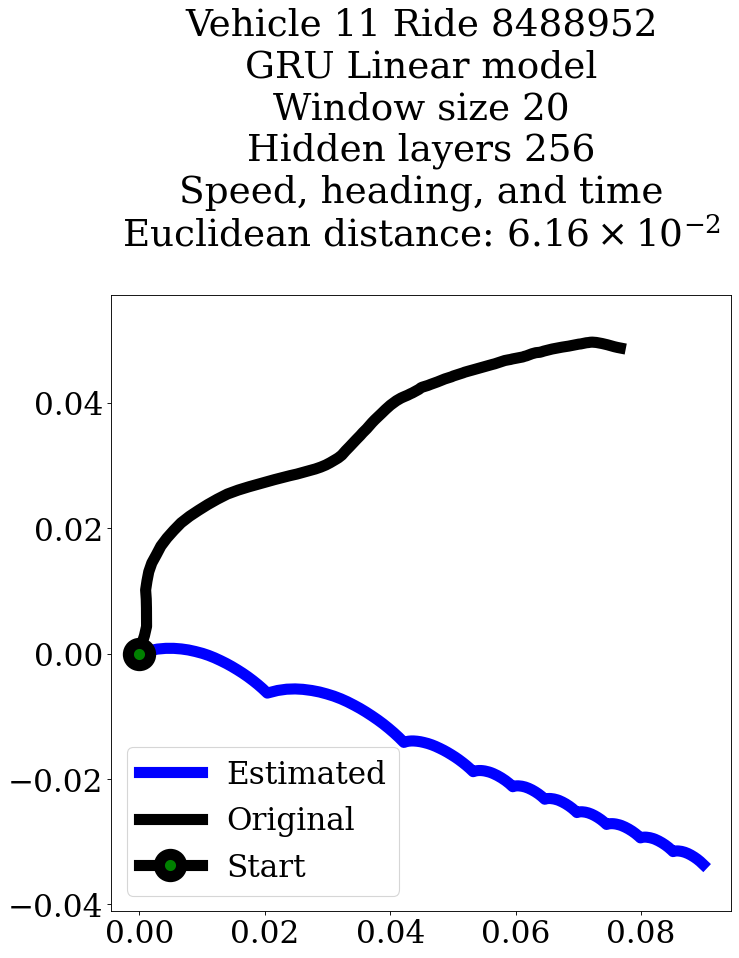 Vehicle 11 Ride 8488952
GRU Linear model
Window size 20
Hidden layers 256
Speed, heading, and time
Euclidean distance: 6.16 × 10⁻²
0.04
0.02
0.00
−0.02
−0.04
Estimated
Original
Start
0.00 0.02 0.04 0.06 0.08